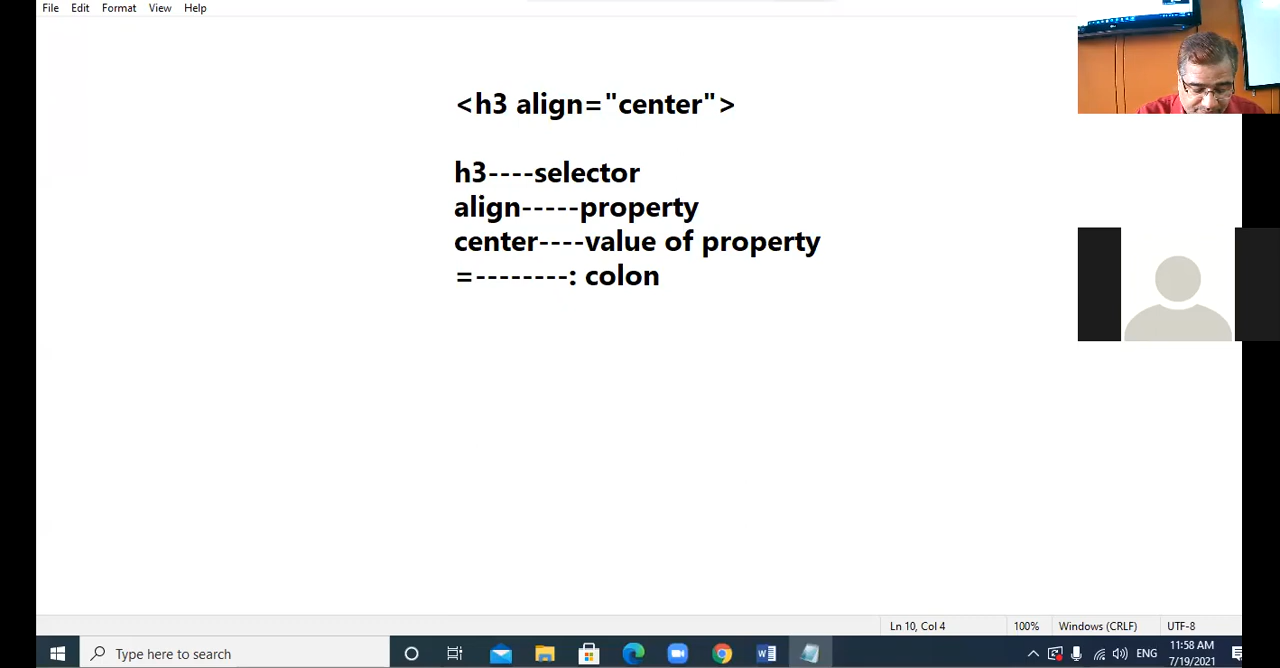 File Edit Format View Help
<h3 align="center">
h3----selector
align-----property
center----value of property
=--------: colon
Ln 10, Col 4 100% Windows (CRLF) UTF-8
Type here to search
ENG
11:58 AM
7/19/2021